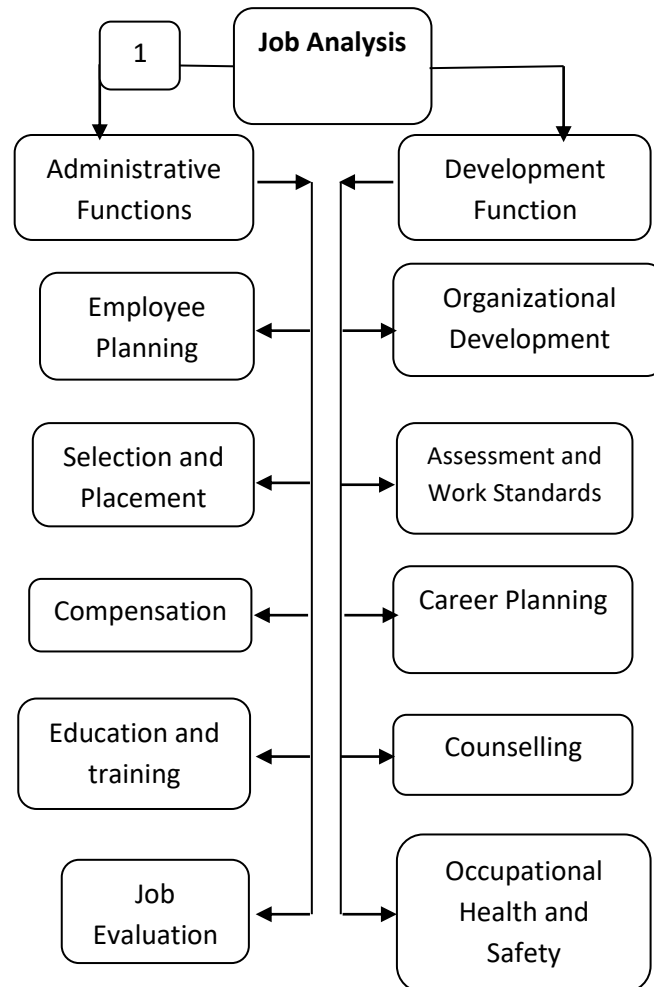 1
Job Analysis
Administrative
Functions
Development
Function
Employee
Planning
Organizational
Development
Selection and
Placement
Assessment and
Work Standards
Compensation
Career Planning
Education and
training
Counselling
Job
Evaluation
Occupational
Health and
Safety